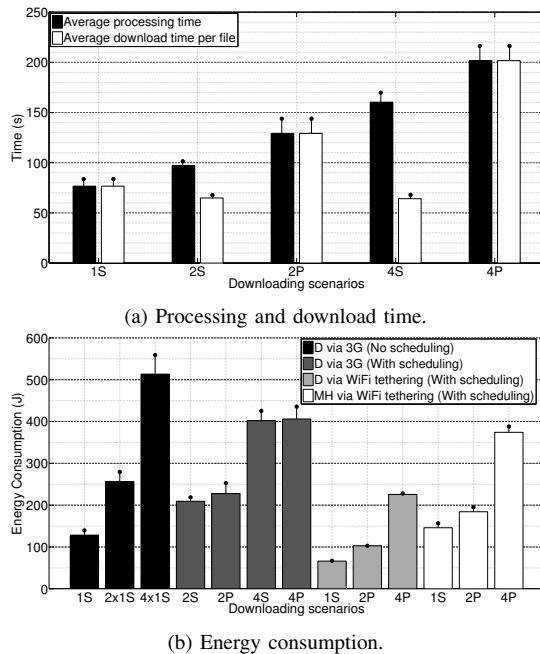 250
200
150
100
50
0
Time (s)
Average processing time
Average download time per file
1S 2S 2P 4S 4P
Downloading scenarios
(a) Processing and download time.
600
500
400
300
200
100
0
Energy Consumption (J)
D via 3G (No scheduling)
D via 3G (With scheduling)
D via WiFi tethering (With scheduling)
MH via WiFi tethering (With scheduling)
1S 2x1S 4x1S 2S 2P 4S 4P 1S 2P 4P 1S 2P 4P
Downloading scenarios
(b) Energy consumption.